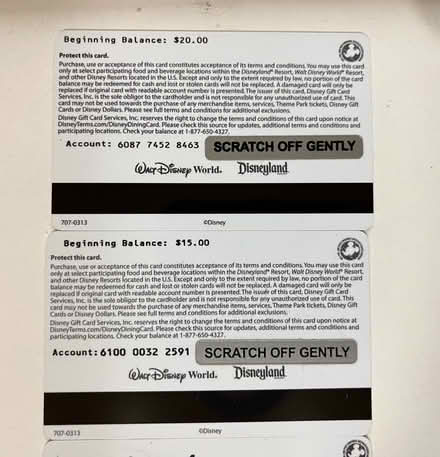 Beginning Balance: $20.00
Protect this card.
Purchase, use or acceptance of this card constitutes acceptance of its terms and conditions. You may use this card
only at select participating food and beverage locations within the Disneyland® Resort, Walt Disney World® Resort,
and other Disney Resorts located in the U.S. Except and only to the extent required by law, no portion of the card
balance may be redeemed for cash and lost or stolen cards will not be replaced. A damaged card will only be
replaced if original card with readable account number is presented. The issuer of this card, Disney Gift Card
Services, Inc. is the sole obligor to the cardholder and is not responsible for any unauthorized use of card. This
card may not be used towards the purchase of any merchandise items, services, Theme Park tickets, Disney Gift
Cards or Disney Dollars. Please see full terms and conditions for additional exclusions.
Disney Gift Card Services, Inc. reserves the right to change the terms and conditions of this card upon notice at
DisneyTerms.com/DisneyDiningCard. Please check this source for updates, additional terms and conditions and
participating locations. Check your balance at 1-877-650-4327.
Account: 6087 7452 8463 SCRATCH OFF GENTLY
Walt Disney World. Disneyland
707-0313 ©Disney
Beginning Balance: $15.00
Protect this card.
Purchase, use or acceptance of this card constitutes acceptance of its terms and conditions. You may use this card
only at select participating food and beverage locations within the Disneyland® Resort, Walt Disney World® Resort,
and other Disney Resorts located in the U.S. Except and only to the extent required by law, no portion of the card
balance may be redeemed for cash and lost or stolen cards will not be replaced. A damaged card will only be
replaced if original card with readable account number is presented. The issuer of this card, Disney Gift Card
Services, Inc. is the sole obligor to the cardholder and is not responsible for any unauthorized use of card. This
card may not be used towards the purchase of any merchandise items, services, Theme Park tickets, Disney Gift
Cards or Disney Dollars. Please see full terms and conditions for additional exclusions.
Disney Gift Card Services, Inc. reserves the right to change the terms and conditions of this card upon notice at
DisneyTerms.com/DisneyDiningCard. Please check this source for updates, additional terms and conditions and
participating locations. Check your balance at 1-877-650-4327.
Account: 6100 0032 2591 SCRATCH OFF GENTLY
Walt Disney World. Disneyland
707-0313 ©Disney